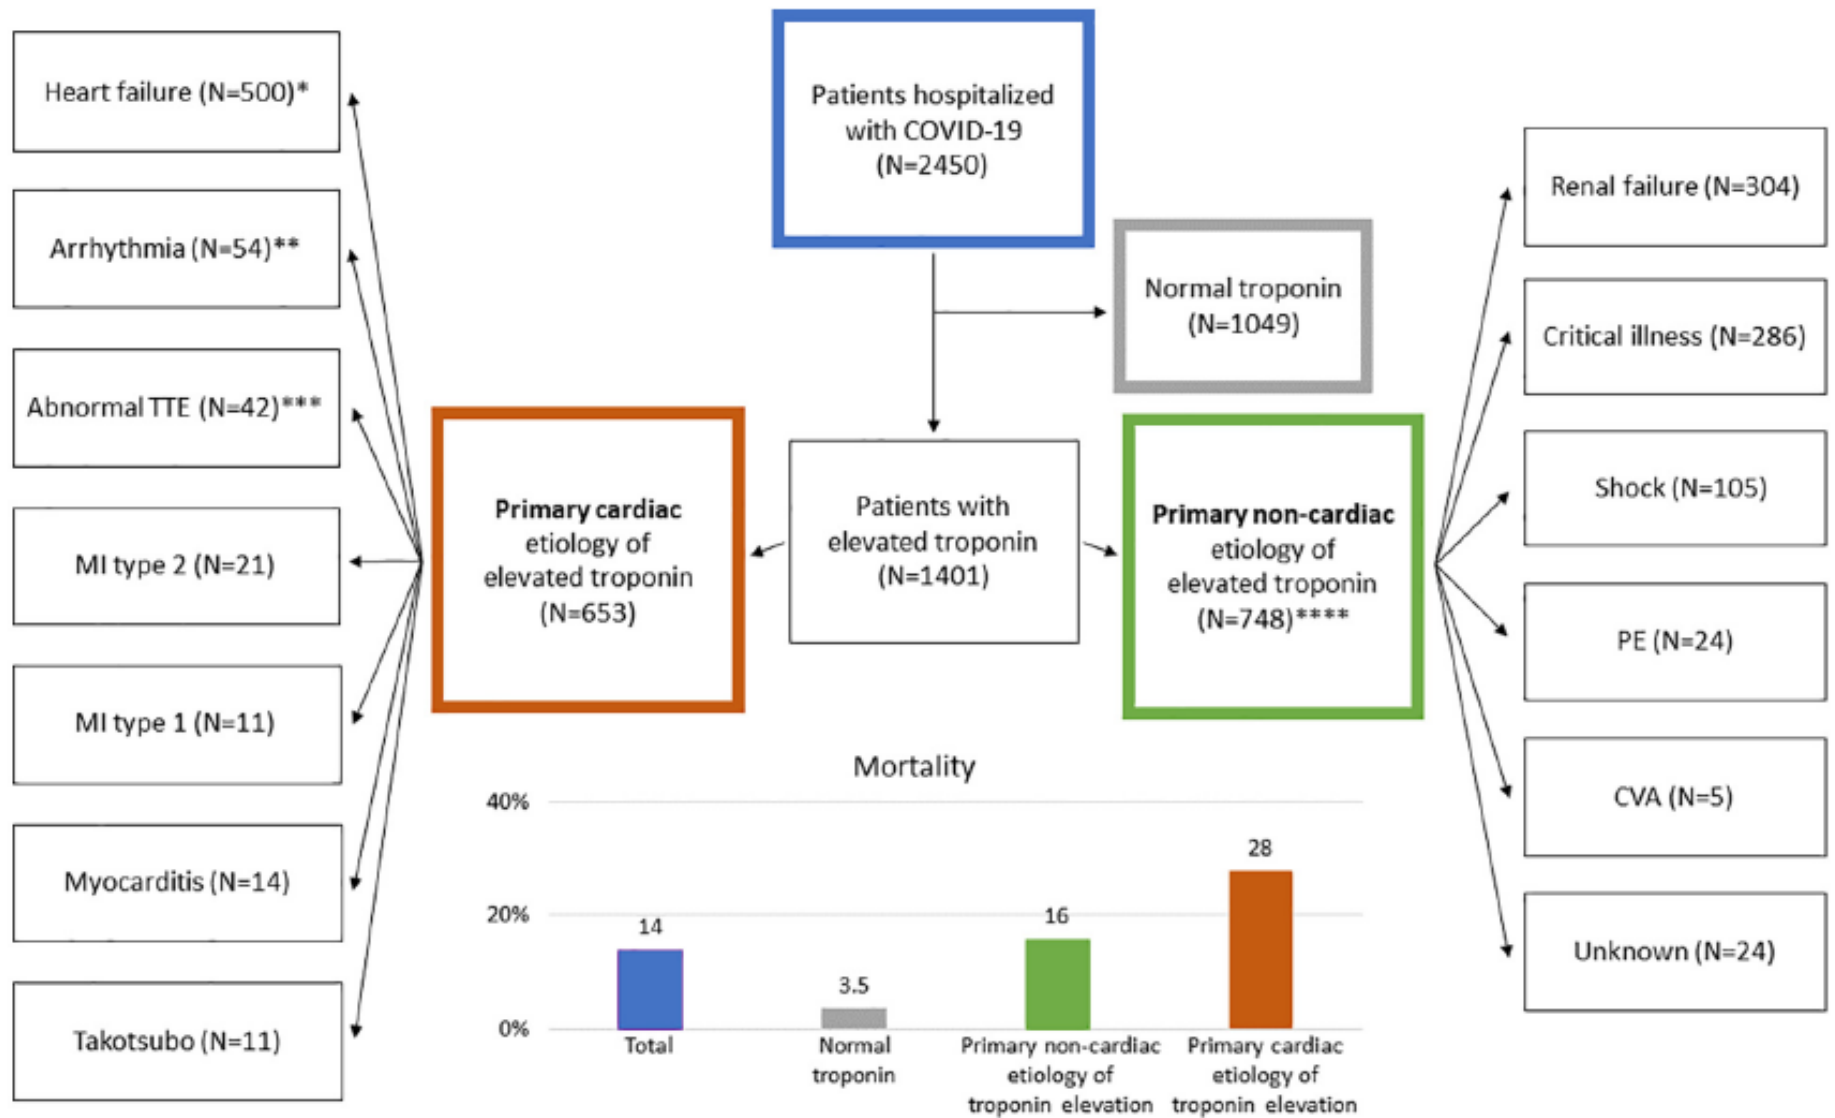 Heart failure (N=500)*
Arrhythmia (N=54)**
Abnormal TTE (N=42)***
MI type 2 (N=21)
MI type 1 (N=11)
Myocarditis (N=14)
Takotsubo (N=11)
Patients hospitalized
with COVID-19
(N=2450)
Normal troponin
(N=1049)
Primary cardiac
etiology of
elevated troponin
(N=653)
Patients with
elevated troponin
(N=1401)
Primary non-cardiac
etiology of
elevated troponin
(N=748)****
Renal failure (N=304)
Critical illness (N=286)
Shock (N=105)
PE (N=24)
CVA (N=5)
Unknown (N=24)
Mortality
40%
20%
0%
14
3.5
16
28
Total
Normal
troponin
Primary non-cardiac
etiology of
troponin elevation
Primary cardiac
etiology of
troponin elevation